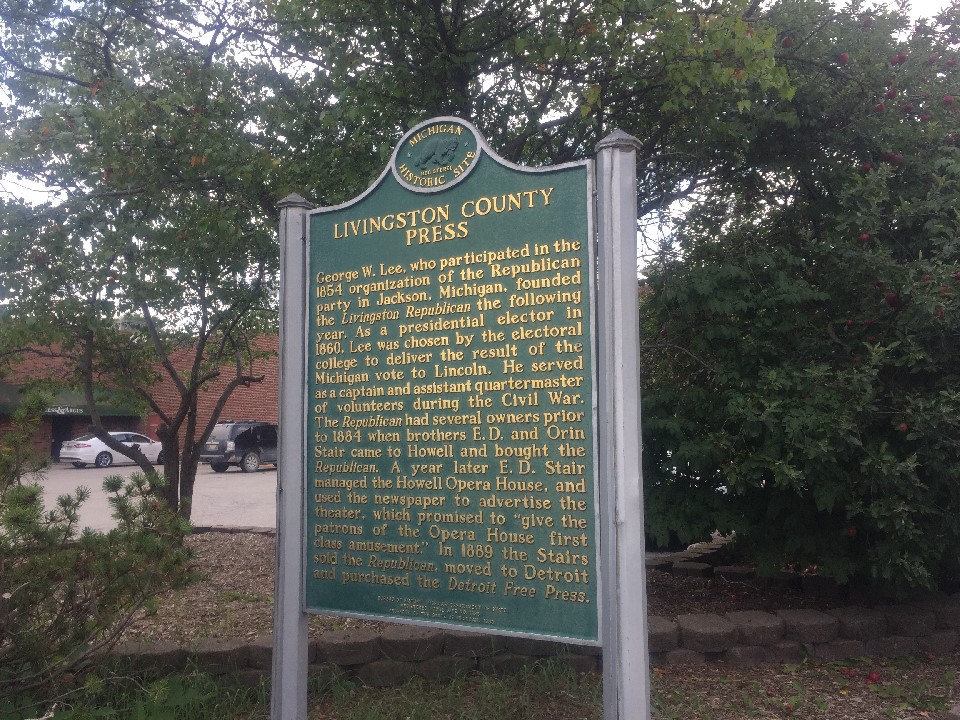 MICHIGAN
REGISTERED
HISTORIC SITE
LIVINGSTON COUNTY
PRESS
George W. Lee, who participated in the
1854 organization of the Republican
party in Jackson, Michigan, founded
the Livingston Republican the following
year. As a presidential elector in
1860, Lee was chosen by the electoral
college to deliver the result of the
Michigan vote to Lincoln. He served
as a captain and assistant quartermaster
of volunteers during the Civil War.
The Republican had several owners prior
to 1884 when brothers E.D. and Orin
Stair came to Howell and bought the
Republican. A year later E. D. Stair
managed the Howell Opera House, and
used the newspaper to advertise the
theater, which promised to "give the
patrons of the Opera House first
class amusement." In 1889 the Stairs
sold the Republican, moved to Detroit
and purchased the Detroit Free Press.